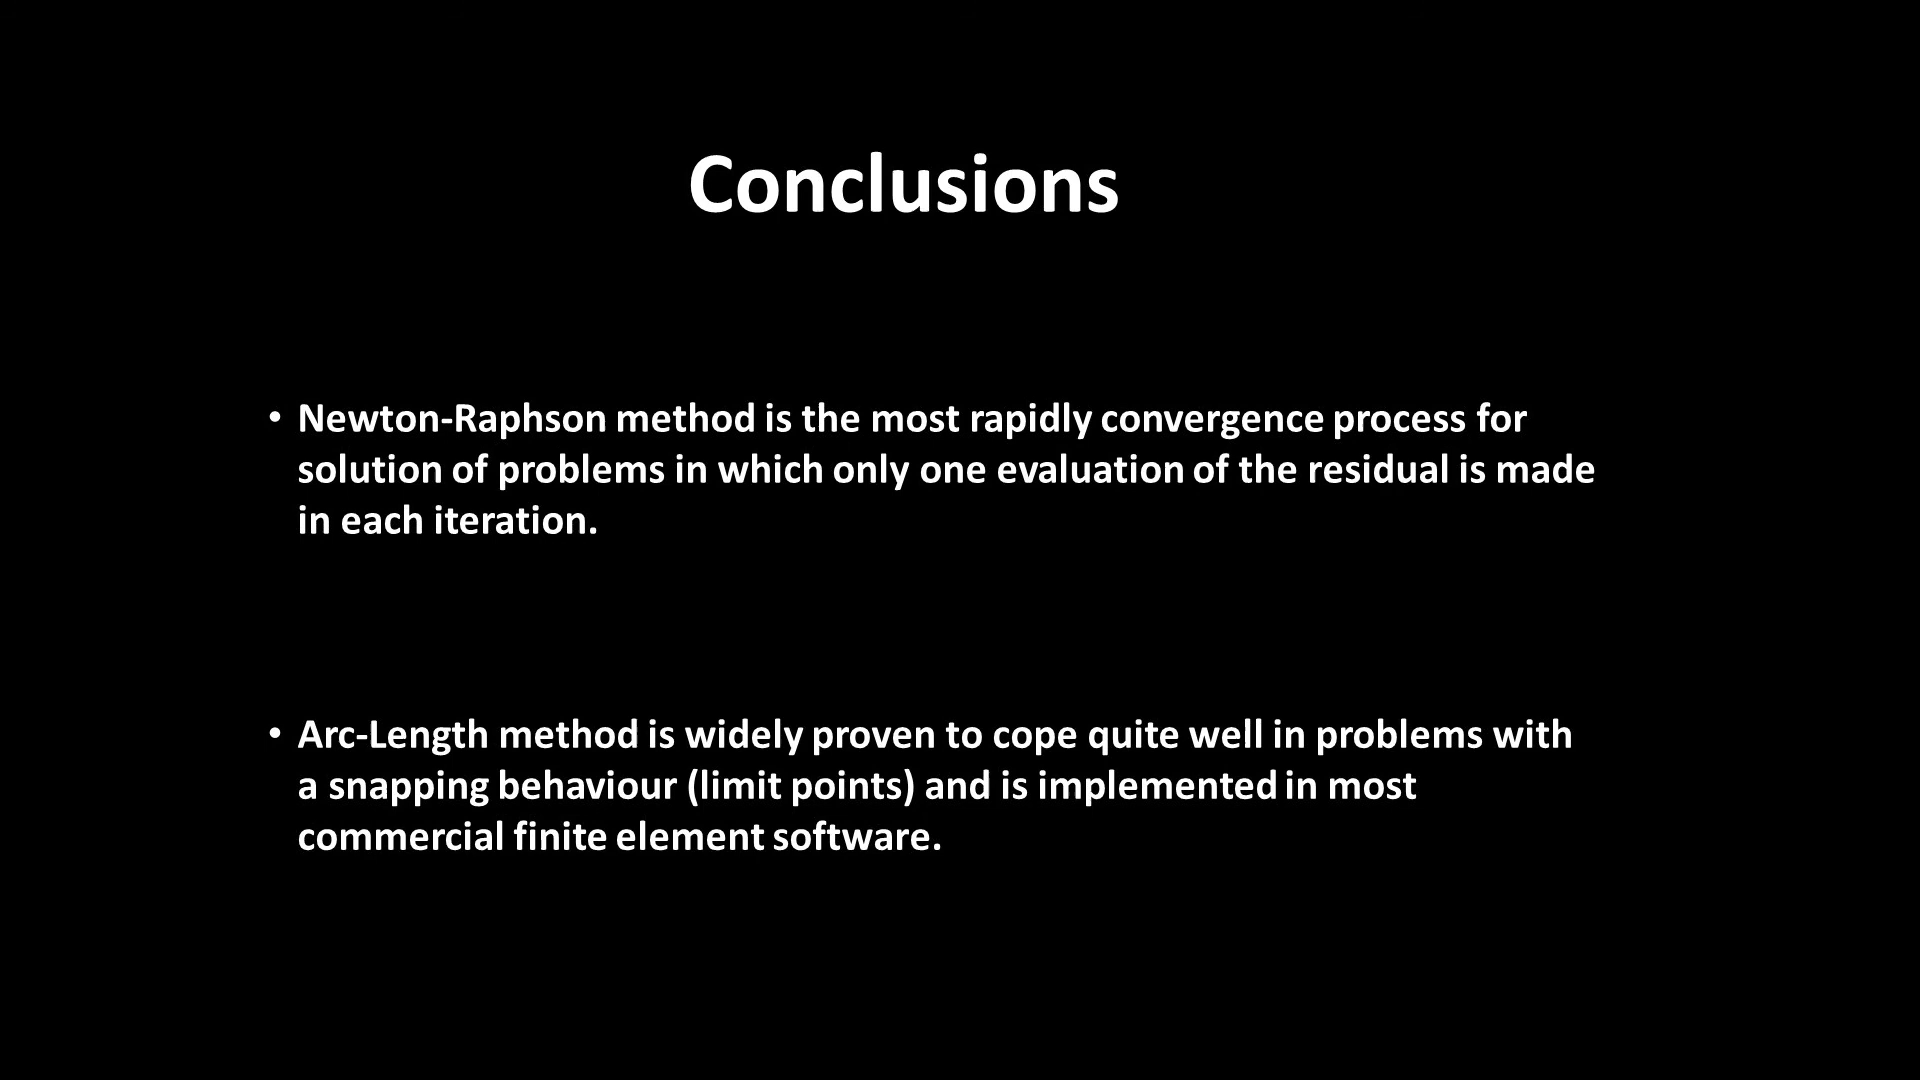 Conclusions
• Newton-Raphson method is the most rapidly convergence process for
solution of problems in which only one evaluation of the residual is made
in each iteration.
• Arc-Length method is widely proven to cope quite well in problems with
a snapping behaviour (limit points) and is implemented in most
commercial finite element software.